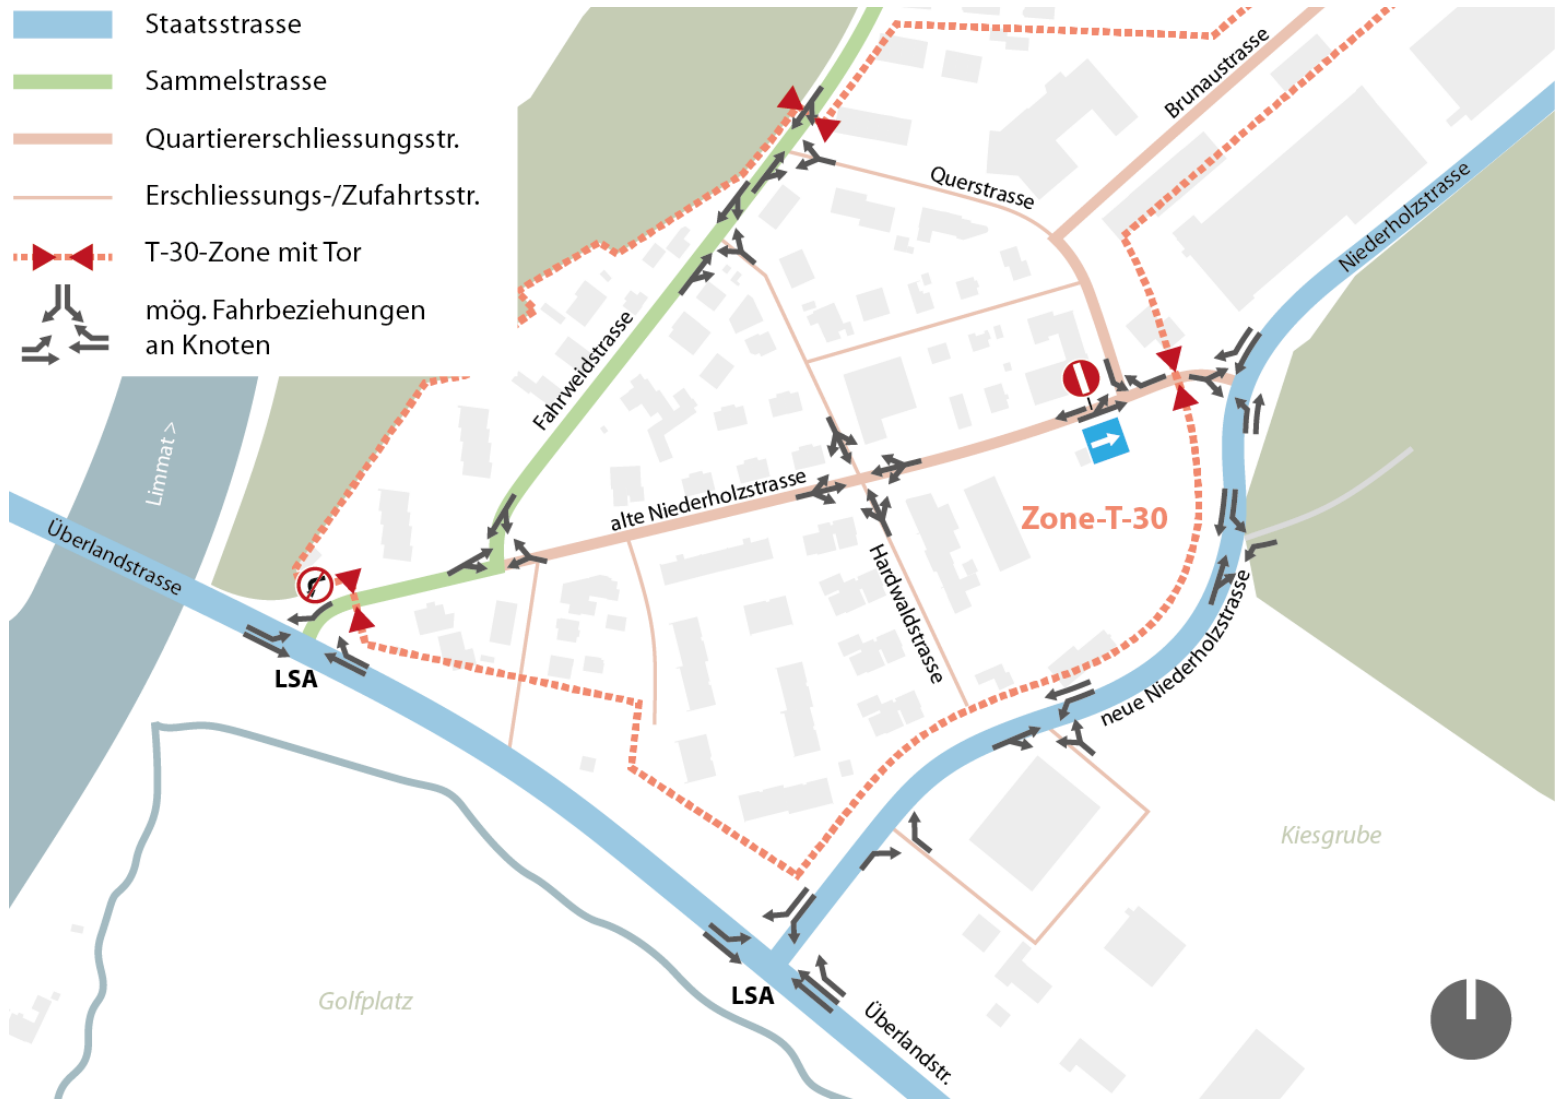 Staatsstrasse
Sammelstrasse
Quartiererschliessungsstr.
Erschliessungs-/Zufahrtsstr.
T-30-Zone mit Tor
mög. Fahrbeziehungen
an Knoten
Brunaustrasse
Querstrasse
Niederholzstrasse
Fahrweidstrasse
Limmat >
alte Niederholzstrasse
Zone-T-30
Überlandstrasse
Hardwaldstrasse
neue Niederholzstrasse
LSA
Kiesgrube
Golfplatz
LSA
Überlandstr.